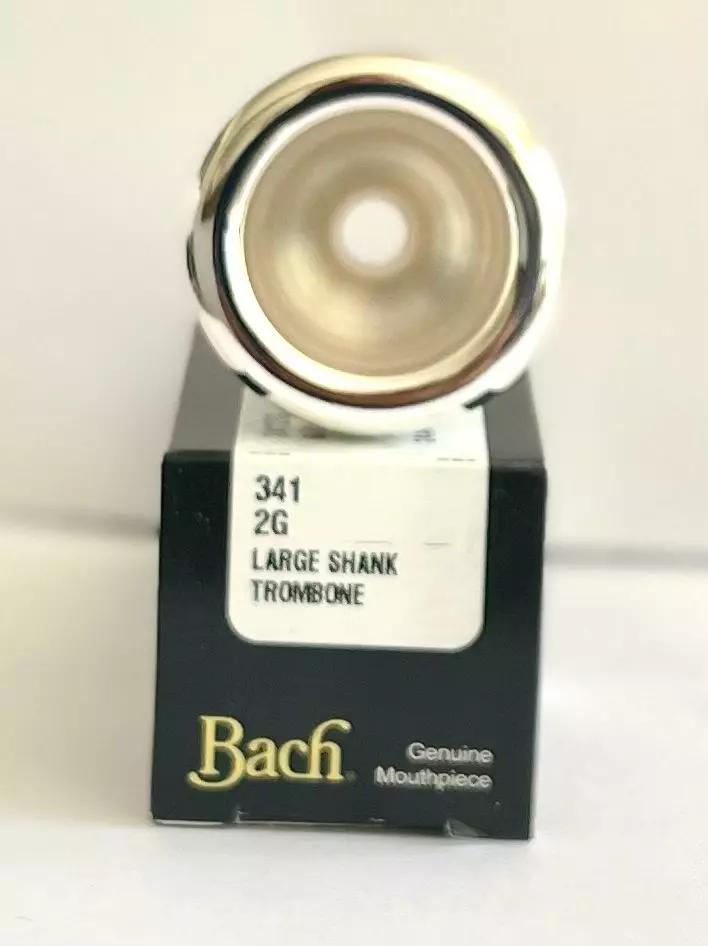 341
2G
LARGE SHANK
TROMBONE
Bach
Genuine
Mouthpiece